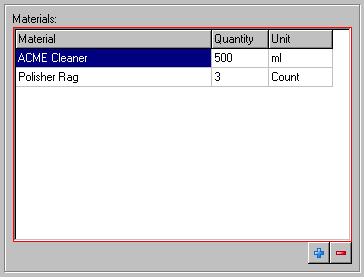 Materials:
Material Quantity Unit
ACME Cleaner 500 ml
Polisher Rag 3 Count